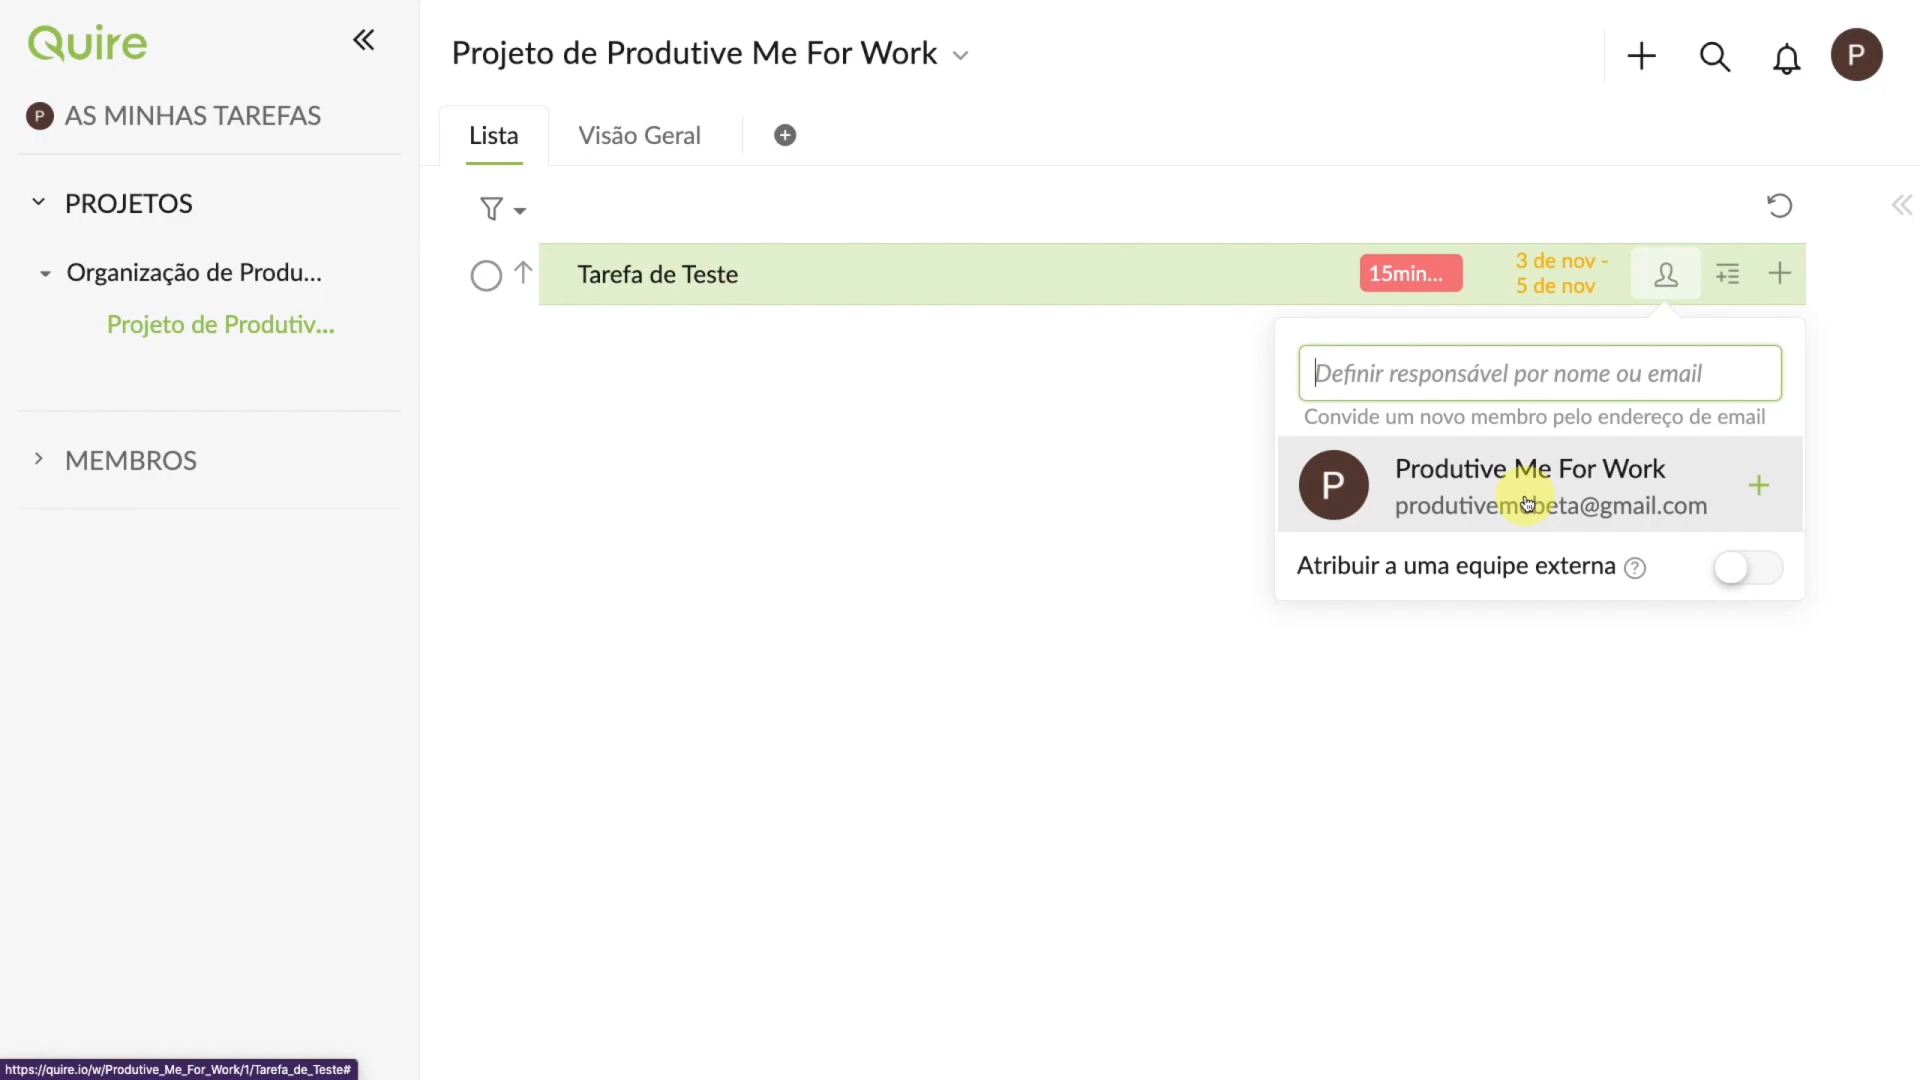 Quire
P AS MINHAS TAREFAS
PROJETOS
Organização de Produ...
Projeto de Produtiv...
MEMBROS
Projeto de Produtive Me For Work
P
Lista
Visão Geral
Tarefa de Teste
15min...
3 de nov -
5 de nov
Definir responsável por nome ou email
Convide um novo membro pelo endereço de email
P
Produtive Me For Work
produtivemebeta@gmail.com
Atribuir a uma equipe externa ?
https://quire.io/w/Produtive_Me_For_Work/1/Tarefa_de_Teste#